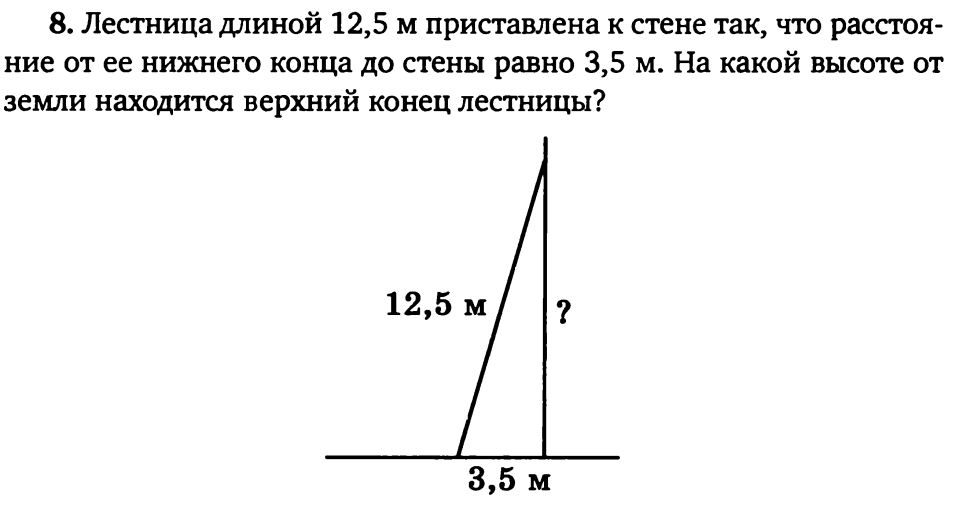 8. Лестница длиной 12,5 м приставлена к стене так, что расстоя-
ние от ее нижнего конца до стены равно 3,5 м. На какой высоте от
земли находится верхний конец лестницы?
12,5 м
?
3,5 м